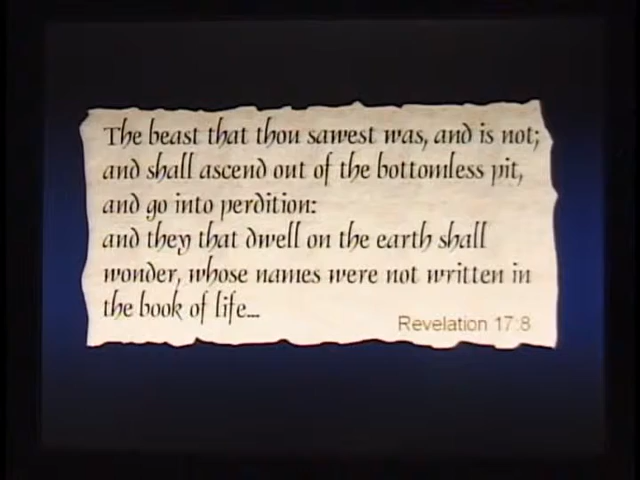 The beast that thou sawest was, and is not;
and shall ascend out of the bottomless pit,
and go into perdition:
and they that dwell on the earth shall
wonder, whose names were not written in
the book of life...
Revelation 17:8